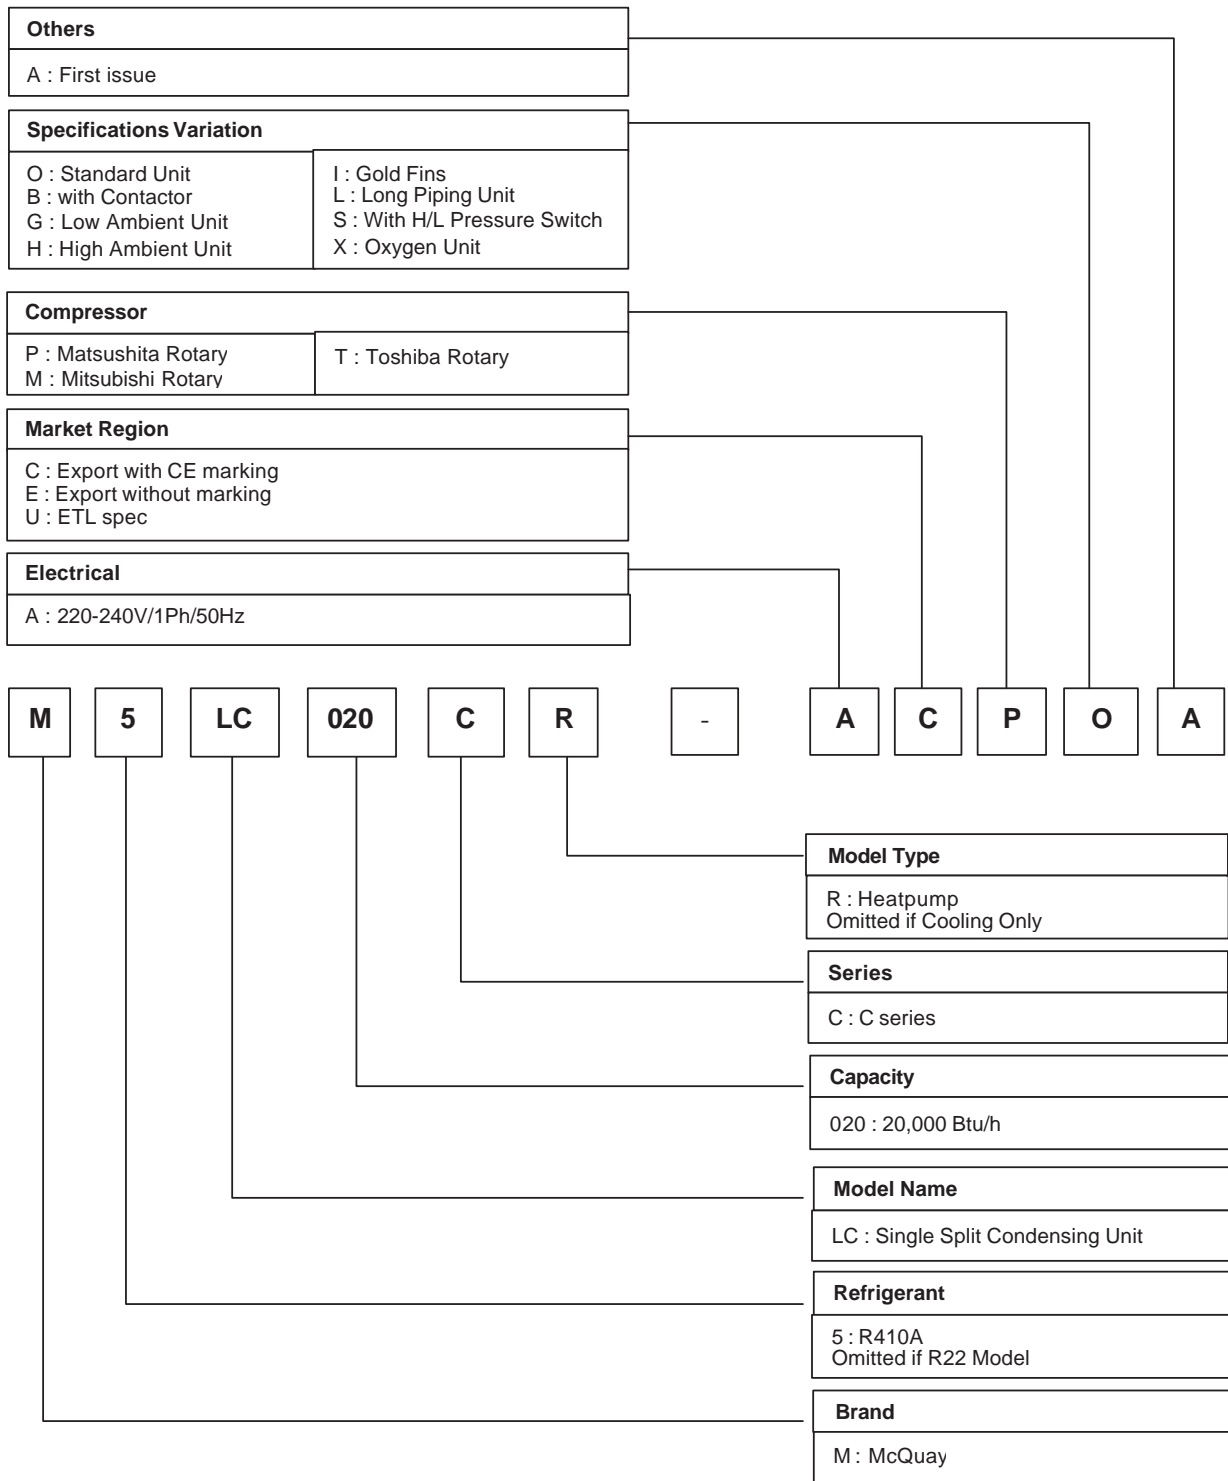 Others
A : First issue
Specifications Variation
O : Standard Unit
B : with Contactor
G : Low Ambient Unit
H : High Ambient Unit
I : Gold Fins
L : Long Piping Unit
S : With H/L Pressure Switch
X : Oxygen Unit
Compressor
P : Matsushita Rotary
M : Mitsubishi Rotary
T : Toshiba Rotary
Market Region
C : Export with CE marking
E : Export without marking
U : ETL spec
Electrical
A : 220-240V/1Ph/50Hz
M 5 LC 020 C R - A C P O A
Model Type
R : Heatpump
Omitted if Cooling Only
Series
C : C series
Capacity
020 : 20,000 Btu/h
Model Name
LC : Single Split Condensing Unit
Refrigerant
5 : R410A
Omitted if R22 Model
Brand
M : McQuay